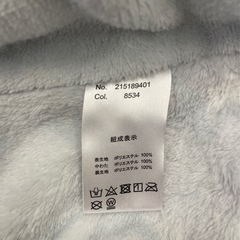 No. 215189401
Col. 8534
組成表示
表生地 ポリエステル 100%
中わた ポリエステル 100%
裏生地 ポリエステル 100%